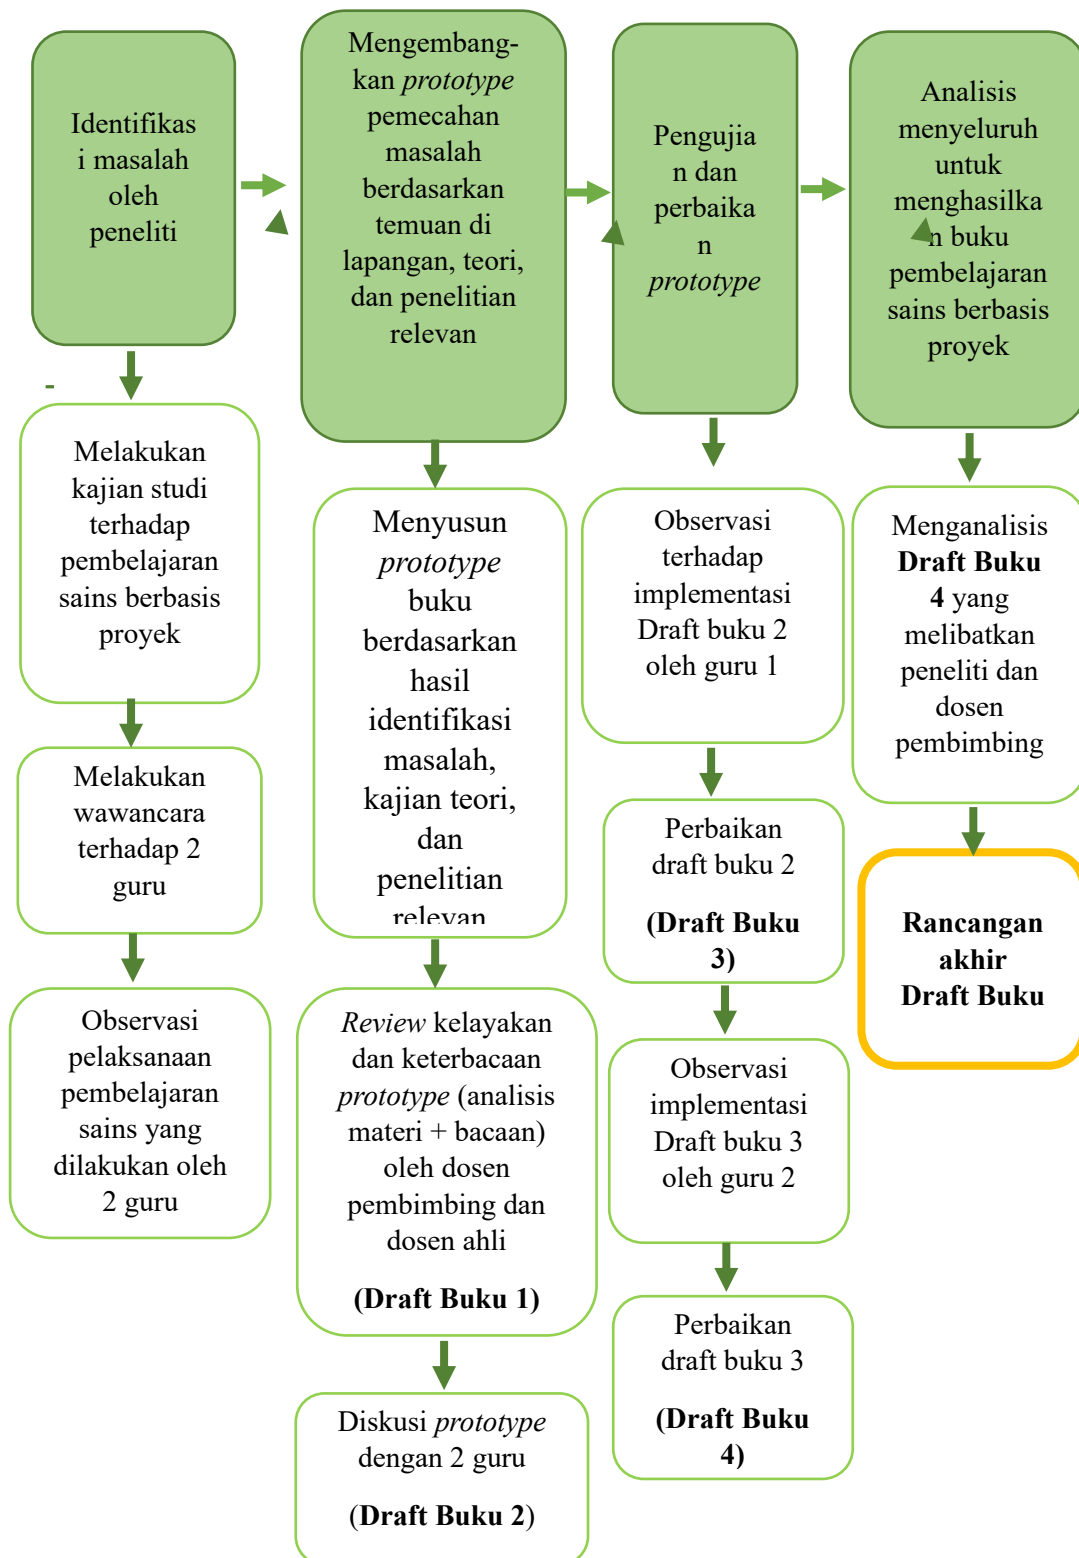 Identifikas
i masalah
oleh
peneliti
Mengembang-
kan prototype
pemecahan
masalah
berdasarkan
temuan di
lapangan, teori,
dan penelitian
relevan
Pengujia
n dan
perbaika
n
prototype
Analisis
menyeluruh
untuk
menghasilka
n buku
pembelajaran
sains berbasis
proyek
Melakukan
kajian studi
terhadap
pembelajaran
sains berbasis
proyek
Melakukan
wawancara
terhadap 2
guru
Observasi
pelaksanaan
pembelajaran
sains yang
dilakukan oleh
2 guru
Menyusun
prototype
buku
berdasarkan
hasil
identifikasi
masalah,
kajian teori,
dan
penelitian
relevan
Review kelayakan
dan keterbacaan
prototype (analisis
materi + bacaan)
oleh dosen
pembimbing dan
dosen ahli
(Draft Buku 1)
Diskusi prototype
dengan 2 guru
(Draft Buku 2)
Observasi
terhadap
implementasi
Draft buku 2
oleh guru 1
Perbaikan
draft buku 2
(Draft Buku
3)
Observasi
implementasi
Draft buku 3
oleh guru 2
Perbaikan
draft buku 3
(Draft Buku
4)
Menganalisis
Draft Buku
4 yang
melibatkan
peneliti dan
dosen
pembimbing
Rancangan
akhir
Draft Buku